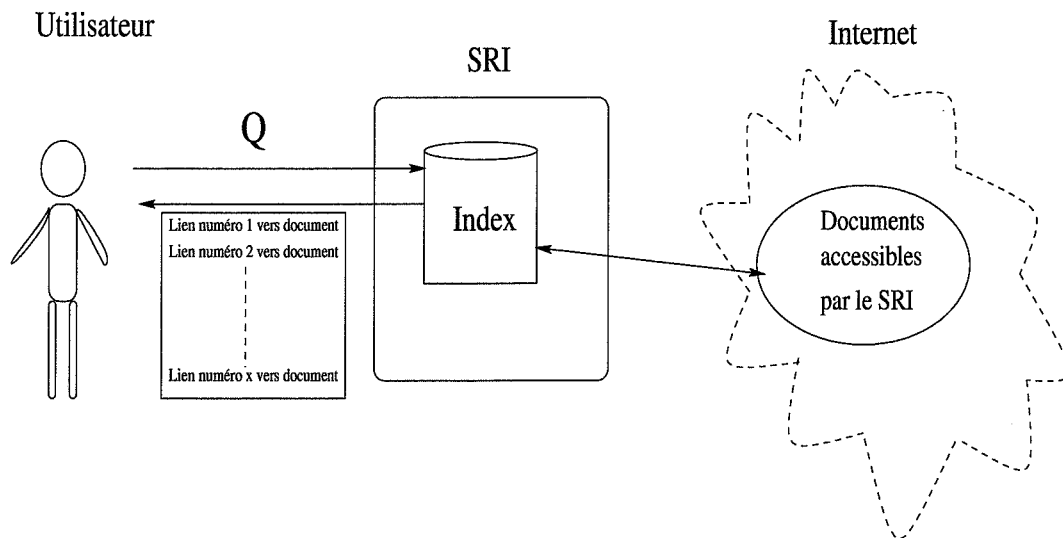 Utilisateur
SRI
Internet
Q
Lien numéro 1 vers document
Lien numéro 2 vers document
Lien numéro x vers document
Index
Documents
accessibles
par le SRI